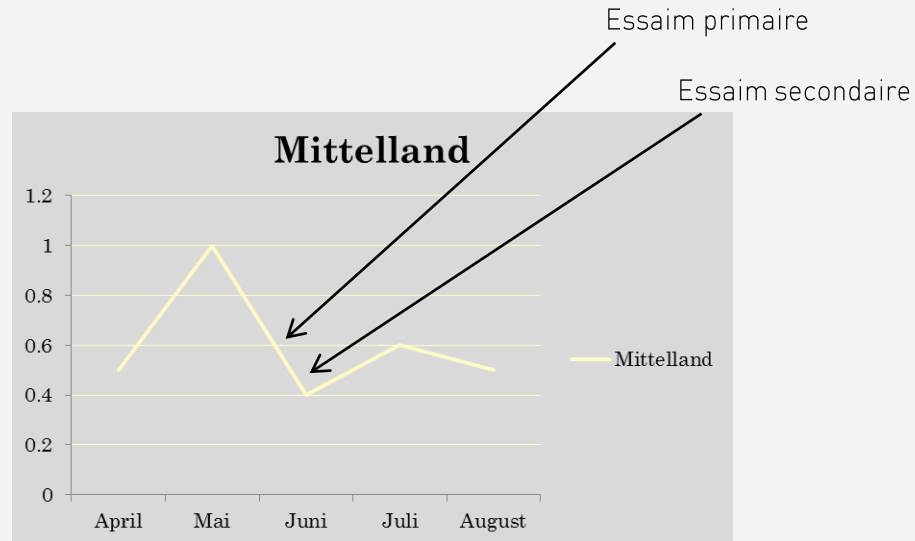 Essaim primaire
Essaim secondaire
Mittelland
1.2
1
0.8
0.6
0.4
0.2
0
Mittelland
April Mai Juni Juli August